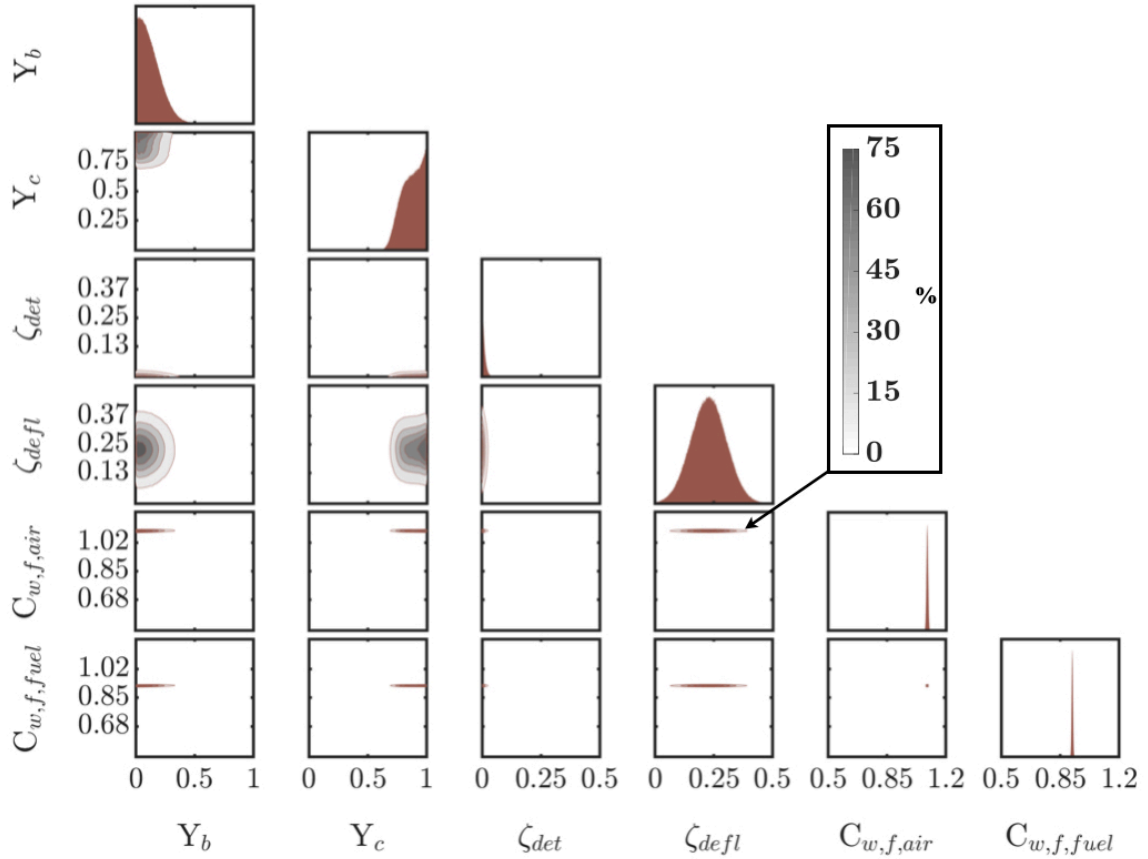 Y_b
Y_c
0.75
0.5
0.25
75
60
45
30
15
0
%
ζ_det
0.37
0.25
0.13
ζ_defl
0.37
0.25
0.13
C_w,f,air
1.02
0.85
0.68
C_w,f,fuel
1.02
0.85
0.68
0 0.5 1 0 0.5 1 0 0.25 0.5 0 0.25 0.5 0.5 0.85 1.2 0.5 0.85 1.2
Y_b Y_c ζ_det ζ_defl C_w,f,air C_w,f,fuel